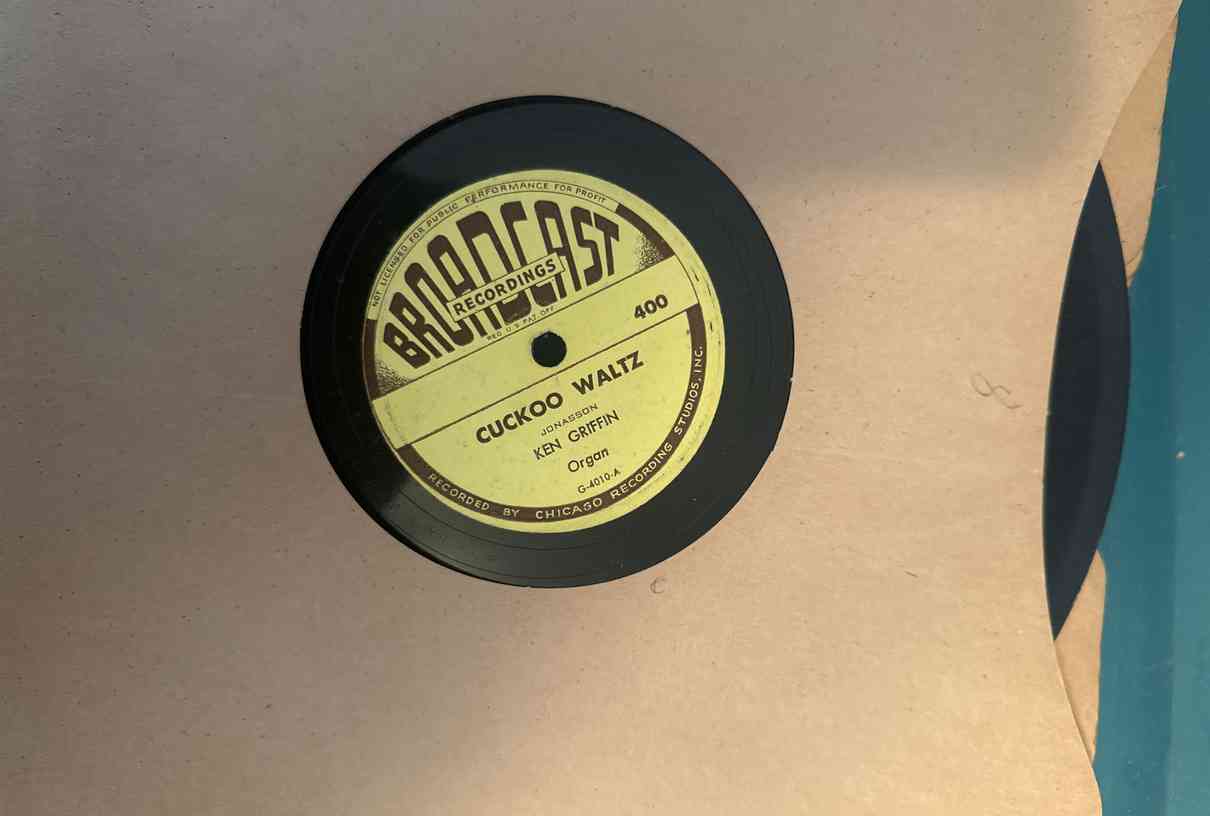 NOT LICENSED FOR PUBLIC PERFORMANCE FOR PROFIT
BROADCAST
RECORDINGS
REG. U.S. PAT. OFF.
400
CUCKOO WALTZ
JONASSON
KEN GRIFFIN
Organ
G-4010-A
RECORDED BY CHICAGO RECORDING STUDIOS, INC.
8
c